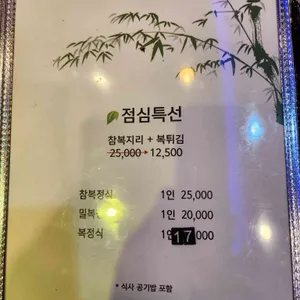 점심특선
참복지리 + 복튀김
25,000 → 12,500
참복정식 1인 25,000
1인 20,000
복정식 17,000
* 식사 공기밥 포함